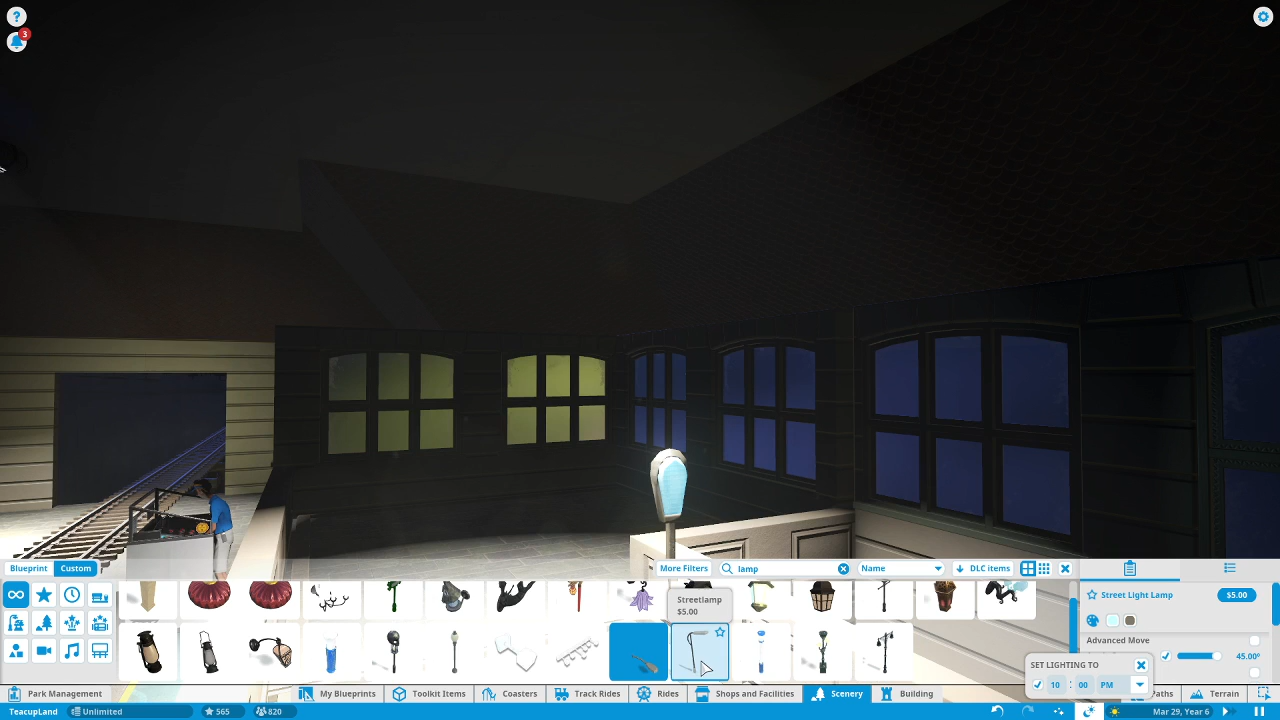 ?
3
Blueprint
Custom
More Filters
lamp
Name
DLC items
Streetlamp
$5.00
Street Light Lamp
$5.00
Advanced Move
45.00°
SET LIGHTING TO
10 : 00 PM
Park Management
My Blueprints
Toolkit Items
Coasters
Track Rides
Rides
Shops and Facilities
Scenery
Building
Paths
Terrain
TeacupLand
Unlimited
565
820
Mar 29, Year 6